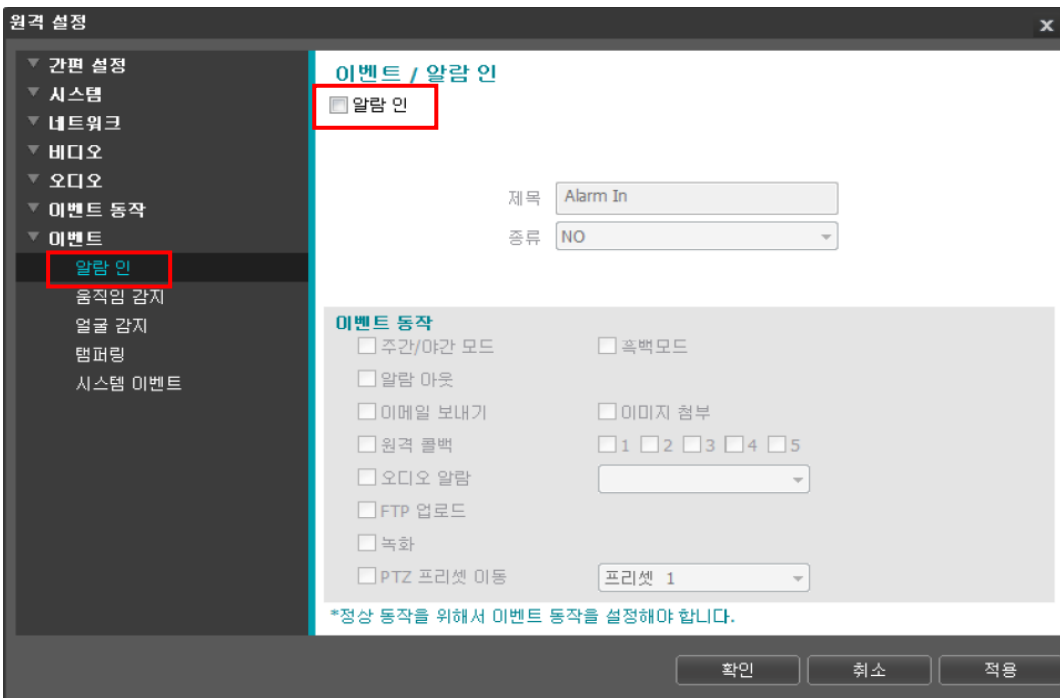 원격 설정
x
간편 설정
시스템
네트워크
비디오
오디오
이벤트 동작
이벤트
알람 인
움직임 감지
얼굴 감지
탬퍼링
시스템 이벤트
이벤트 / 알람 인
알람 인
제목 Alarm In
종류 NO
이벤트 동작
주간/야간 모드 흑백모드
알람 아웃
이메일 보내기 이미지 첨부
원격 콜백 1 2 3 4 5
오디오 알람
FTP 업로드
녹화
PTZ 프리셋 이동 프리셋 1
*정상 동작을 위해서 이벤트 동작을 설정해야 합니다.
확인 취소 적용